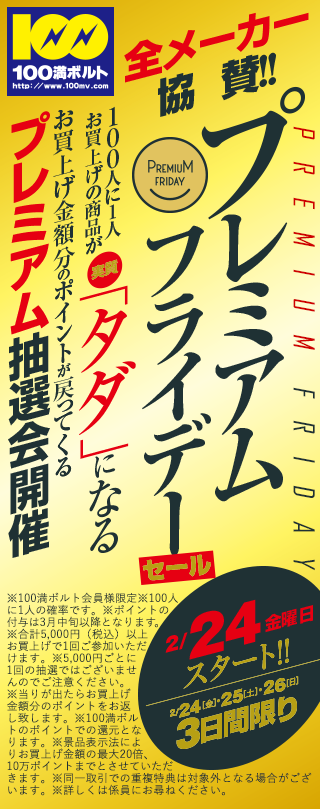 100満ボルト
http://www.100mv.com
全メーカー
協賛!!
プレミアム
フライデー
セール
PREMIUM FRIDAY
PREMIUM
FRIDAY
100人に1人
お買上げの商品が
実質
「タダ」になる
お買上げ金額分のポイントが戻ってくる
プレミアム抽選会開催
2/24金曜日
スタート!!
2/24(金)・25(土)・26(日)
3日間限り
※100満ボルト会員様限定※100人
に1人の確率です。※ポイントの
付与は3月中旬以降となります。
※合計5,000円（税込）以上
お買上げで1回ご参加いただ
けます。※5,000円ごとに
1回の抽選ではございませ
んのでご注意ください。
※当りが出たらお買上げ
金額分のポイントをお返
し致します。※100満ボル
トのポイントでの還元とな
ります。※景品表示法によ
りお買上げ金額の最大20倍、
10万ポイントまでとさせていただ
きます。※同一取引での重複特典は対象外となる場合がござ
います。※詳しくは係員にお尋ねください。